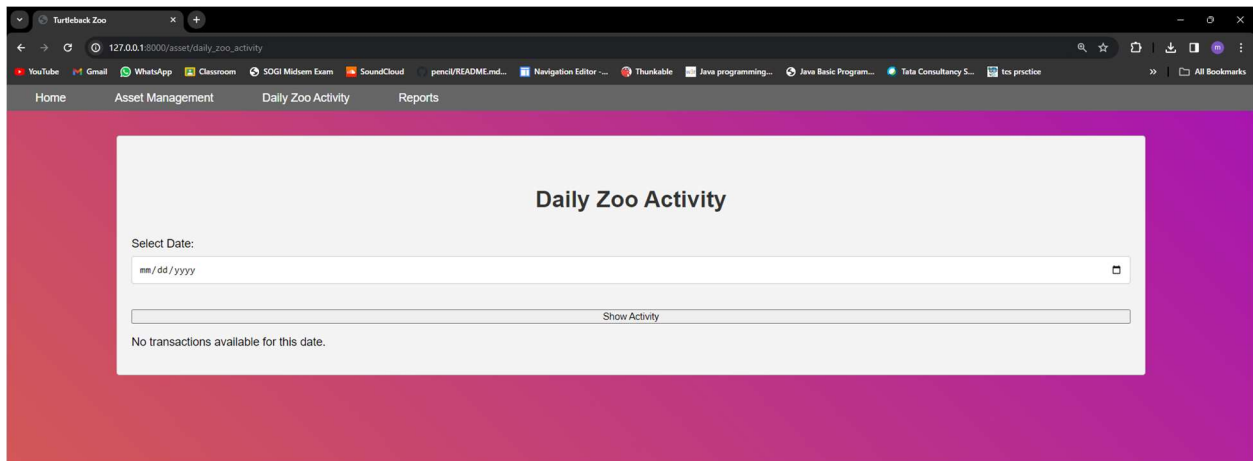 Turtleback Zoo
127.0.0.1:8000/asset/daily_zoo_activity
m
YouTube Gmail WhatsApp Classroom SOGI Midsem Exam SoundCloud pencil/README.md... Navigation Editor -... Thunkable Java programming... Java Basic Program... Tata Consultancy S... tcs prsctice » All Bookmarks
Home Asset Management Daily Zoo Activity Reports
Daily Zoo Activity
Select Date:
mm/dd/yyyy
Show Activity
No transactions available for this date.